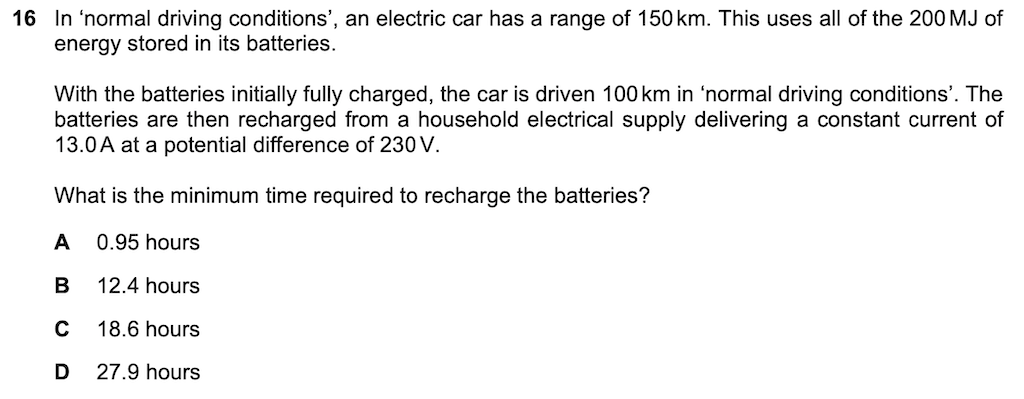 16 In ‘normal driving conditions’, an electric car has a range of 150 km. This uses all of the 200 MJ of
energy stored in its batteries.
With the batteries initially fully charged, the car is driven 100 km in ‘normal driving conditions’. The
batteries are then recharged from a household electrical supply delivering a constant current of
13.0 A at a potential difference of 230 V.
What is the minimum time required to recharge the batteries?
A 0.95 hours
B 12.4 hours
C 18.6 hours
D 27.9 hours